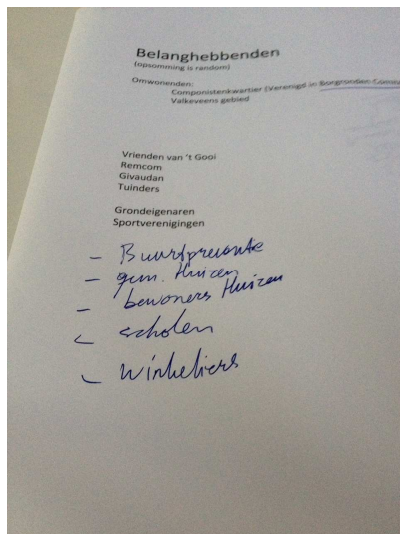 Belanghebbenden
(opsomming is random)
Omwonenden:
Componistenkwartier (Verenigd in Borgronden
Valkeveens gebied
Vrienden van 't Gooi
Remcom
Givaudan
Tuinders
Grondeigenaren
Sportverenigingen
- Buurtpreventie
- gem. Huizen
- bewoners Huizen
- scholen
- winkeliers